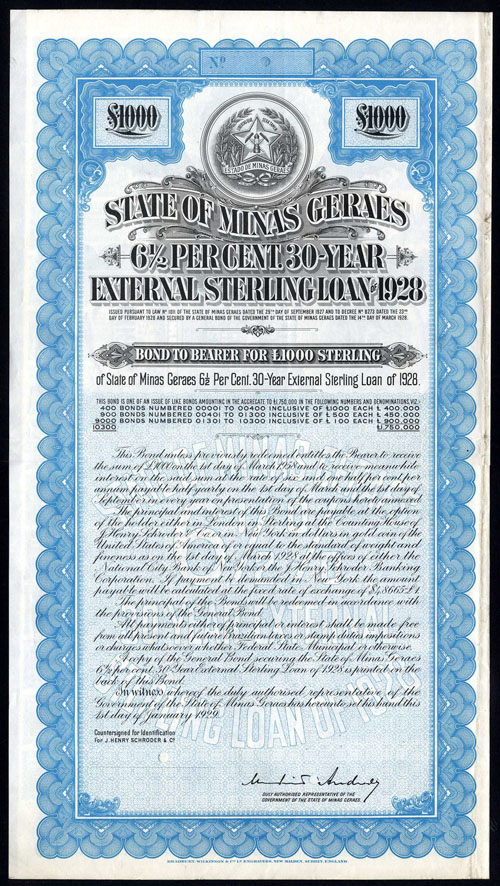 Nº 0
£1000 £1000
ESTADO DE MINAS GERAES
STATE OF MINAS GERAES
6½ PER CENT. 30-YEAR
EXTERNAL STERLING LOAN OF 1928
ISSUED PURSUANT TO LAW Nº 1011 OF THE STATE OF MINAS GERAES DATED THE 29TH DAY OF SEPTEMBER 1927 AND TO DECREE Nº 8273 DATED THE 23RD
DAY OF FEBRUARY 1928 AND SECURED BY A GENERAL BOND OF THE GOVERNMENT OF THE STATE OF MINAS GERAES DATED THE 14TH DAY OF MARCH 1928.
BOND TO BEARER FOR £1000 STERLING
of State of Minas Geraes 6½ Per Cent. 30-Year External Sterling Loan of 1928.
THIS BOND IS ONE OF AN ISSUE OF LIKE BONDS AMOUNTING IN THE AGGREGATE TO £1,750,000 IN THE FOLLOWING NUMBERS AND DENOMINATIONS, VIZ:-
400 BONDS NUMBERED 00001 TO 00400 INCLUSIVE OF £1000 EACH £ 400.000
900 BONDS NUMBERED 00401 TO 01300 INCLUSIVE OF £ 500 EACH £ 450.000
9000 BONDS NUMBERED 01301 TO 10300 INCLUSIVE OF £ 100 EACH £ 900.000
10300 £1,750.000
This Bond unless previously redeemed entitles the Bearer to receive
the sum of £1000 on the 1st day of March 1958 and to receive meanwhile
interest on the said sum at the rate of six and one half per cent per
annum payable half yearly on the 1st day of March and the 1st day of
September in every year on presentation of the coupons hereto annexed.
The principal and interest of this Bond are payable at the option
of the holder either in London in Sterling at the Counting House of
J. Henry Schroder & Co. or in New York in dollars in gold coin of the
United States of America of or equal to the standard of weight and
fineness as on the 1st day of March 1928 at the offices of either the
National City Bank of New York or the J. Henry Schroder Banking
Corporation. If payment be demanded in New York the amount
payable will be calculated at the fixed rate of exchange of $4.8665=£1.
The principal of the Bonds will be redeemed in accordance with
the provisions of the General Bond.
All payments either of principal or interest shall be made free
from all present and future Brazilian taxes or stamp duties impositions
or charges whatsoever whether Federal State Municipal or otherwise.
A copy of the General Bond securing the State of Minas Geraes
6½ per cent. 30-Year External Sterling Loan of 1928 is printed on the
back of this Bond.
In witness whereof the duly authorised representative of the
Government of the State of Minas Geraes has hereunto set his hand this
1st day of January 1929.
Countersigned for Identification
For J. HENRY SCHRODER & Cº
DULY AUTHORISED REPRESENTATIVE OF THE
GOVERNMENT OF THE STATE OF MINAS GERAES.
BRADBURY, WILKINSON & Cº LD ENGRAVERS, NEW MALDEN, SURREY, ENGLAND